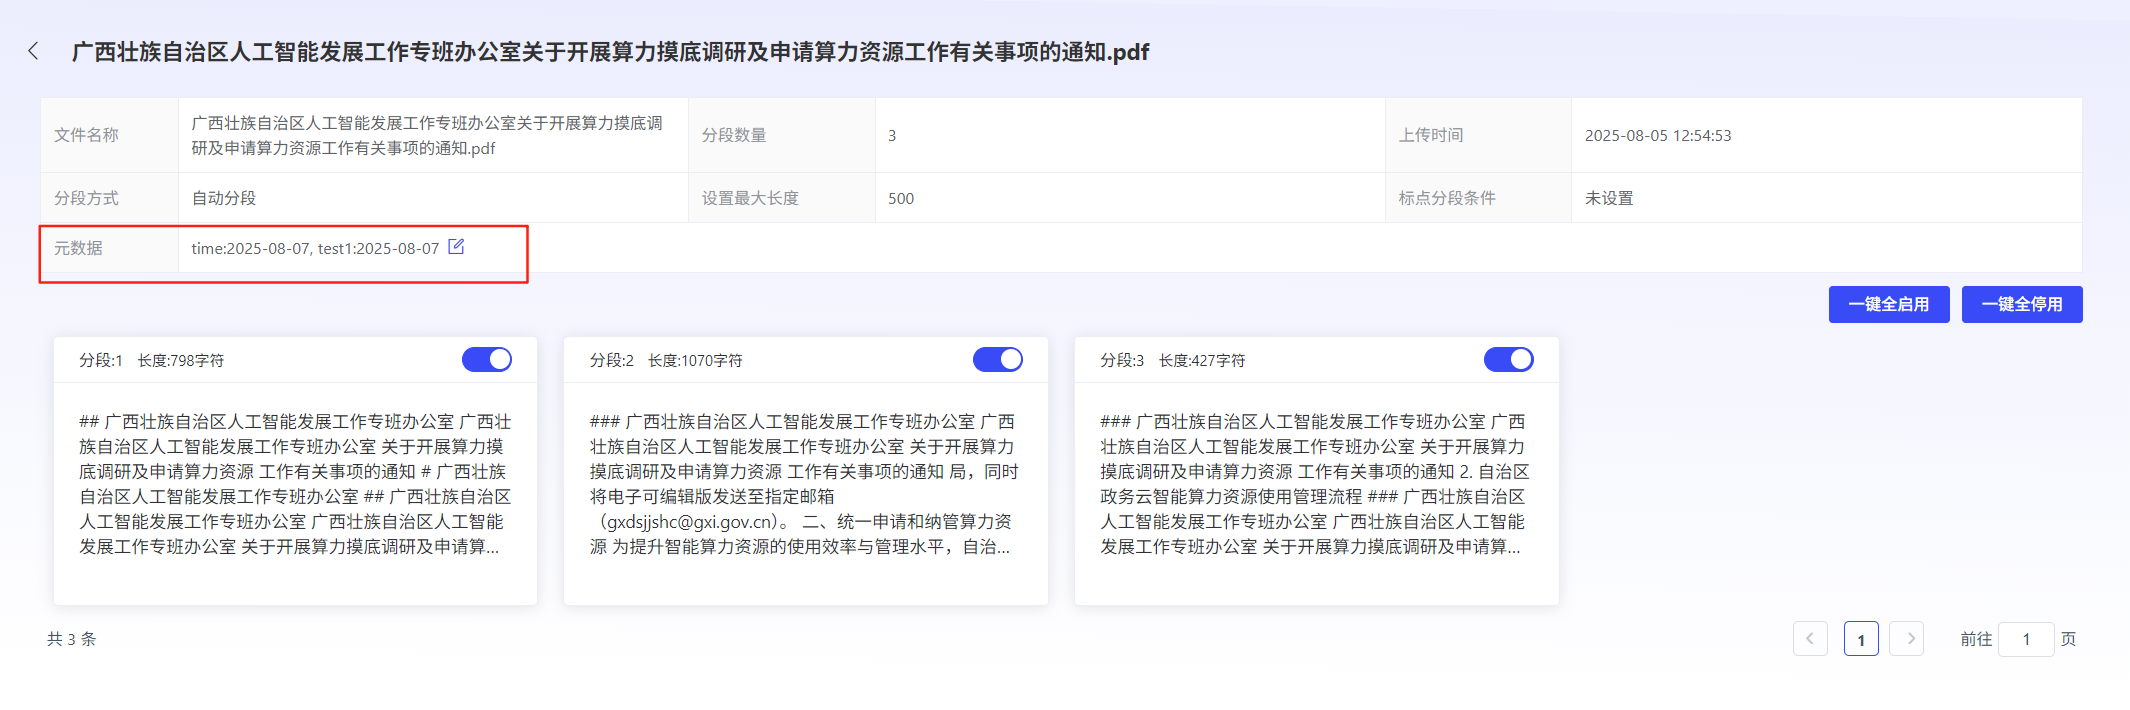 广西壮族自治区人工智能发展工作专班办公室关于开展算力摸底调研及申请算力资源工作有关事项的通知.pdf
文件名称
广西壮族自治区人工智能发展工作专班办公室关于开展算力摸底调
研及申请算力资源工作有关事项的通知.pdf
分段数量
3
上传时间
2025-08-05 12:54:53
分段方式
自动分段
设置最大长度
500
标点分段条件
未设置
元数据
time:2025-08-07, test1:2025-08-07
一键全启用
一键全停用
分段:1 长度:798字符
## 广西壮族自治区人工智能发展工作专班办公室 广西壮
族自治区人工智能发展工作专班办公室 关于开展算力摸
底调研及申请算力资源 工作有关事项的通知 # 广西壮族
自治区人工智能发展工作专班办公室 ## 广西壮族自治区
人工智能发展工作专班办公室 广西壮族自治区人工智能
发展工作专班办公室 关于开展算力摸底调研及申请算...
分段:2 长度:1070字符
### 广西壮族自治区人工智能发展工作专班办公室 广西
壮族自治区人工智能发展工作专班办公室 关于开展算力
摸底调研及申请算力资源 工作有关事项的通知 局，同时
将电子可编辑版发送至指定邮箱
（gxdsjjshc@gxi.gov.cn）。 二、统一申请和纳管算力资
源 为提升智能算力资源的使用效率与管理水平，自治...
分段:3 长度:427字符
### 广西壮族自治区人工智能发展工作专班办公室 广西
壮族自治区人工智能发展工作专班办公室 关于开展算力
摸底调研及申请算力资源 工作有关事项的通知 2. 自治区
政务云智能算力资源使用管理流程 ### 广西壮族自治区
人工智能发展工作专班办公室 广西壮族自治区人工智能
发展工作专班办公室 关于开展算力摸底调研及申请算...
共 3 条
1
前往 1 页